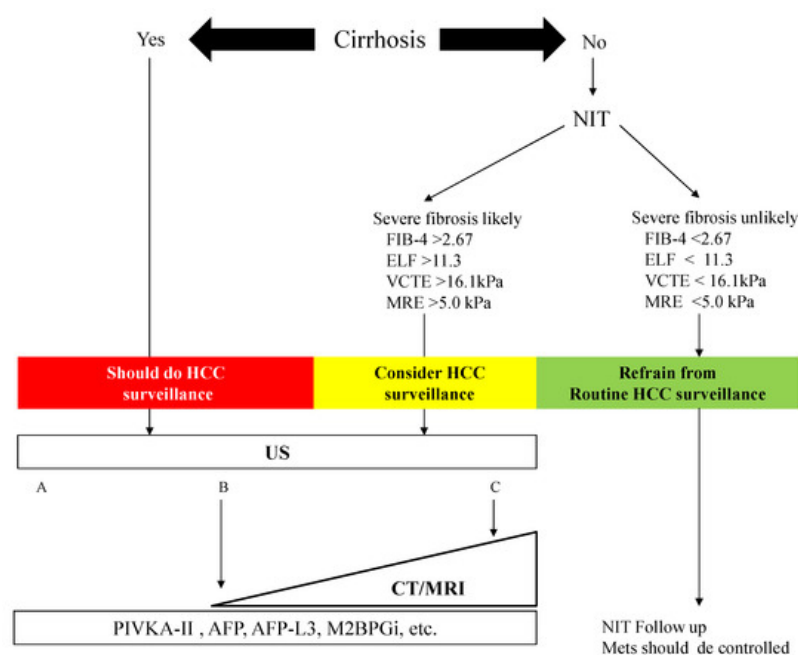 Yes
Cirrhosis
No
NIT
Severe fibrosis likely
FIB-4 >2.67
ELF >11.3
VCTE >16.1kPa
MRE >5.0 kPa
Severe fibrosis unlikely
FIB-4 <2.67
ELF < 11.3
VCTE < 16.1kPa
MRE <5.0 kPa
Should do HCC
surveillance
Consider HCC
surveillance
Refrain from
Routine HCC surveillance
US
A
B
C
CT/MRI
PIVKA-II , AFP, AFP-L3, M2BPGi, etc.
NIT Follow up
Mets should de controlled